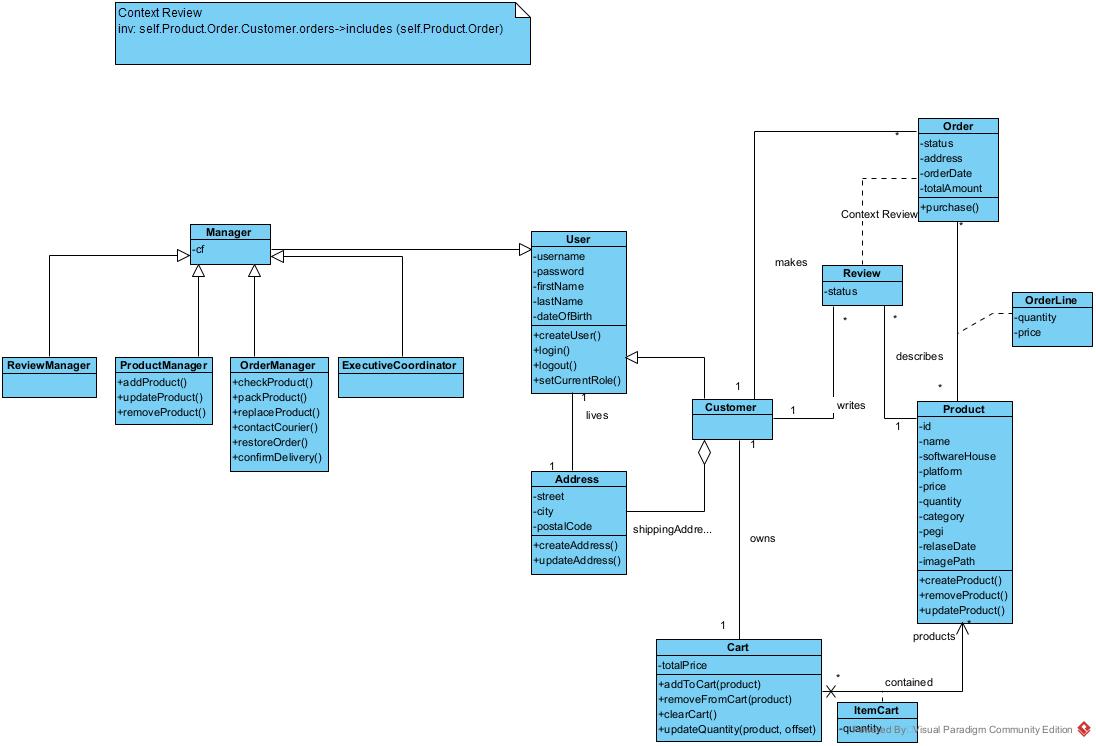 Context Review
inv: self.Product.Order.Customer.orders->includes (self.Product.Order)
Order
-status
-address
-orderDate
-totalAmount
+purchase()
*
*
Context Review
makes
Manager
-cf
User
-username
-password
-firstName
-lastName
-dateOfBirth
+createUser()
+login()
+logout()
+setCurrentRole()
Review
-status
*
*
OrderLine
-quantity
-price
ReviewManager
ProductManager
+addProduct()
+updateProduct()
+removeProduct()
OrderManager
+checkProduct()
+packProduct()
+replaceProduct()
+contactCourier()
+restoreOrder()
+confirmDelivery()
ExecutiveCoordinator
describes
*
1
1
lives
1
Customer
1
writes
1
1
Product
-id
-name
-softwareHouse
-platform
-price
-quantity
-category
-pegi
-relaseDate
-imagePath
+createProduct()
+removeProduct()
+updateProduct()
Address
-street
-city
-postalCode
+createAddress()
+updateAddress()
shippingAddre...
owns
1
products
*
Cart
-totalPrice
+addToCart(product)
+removeFromCart(product)
+clearCart()
+updateQuantity(product, offset)
*
contained
ItemCart
-quantity
Powered By: Visual Paradigm Community Edition